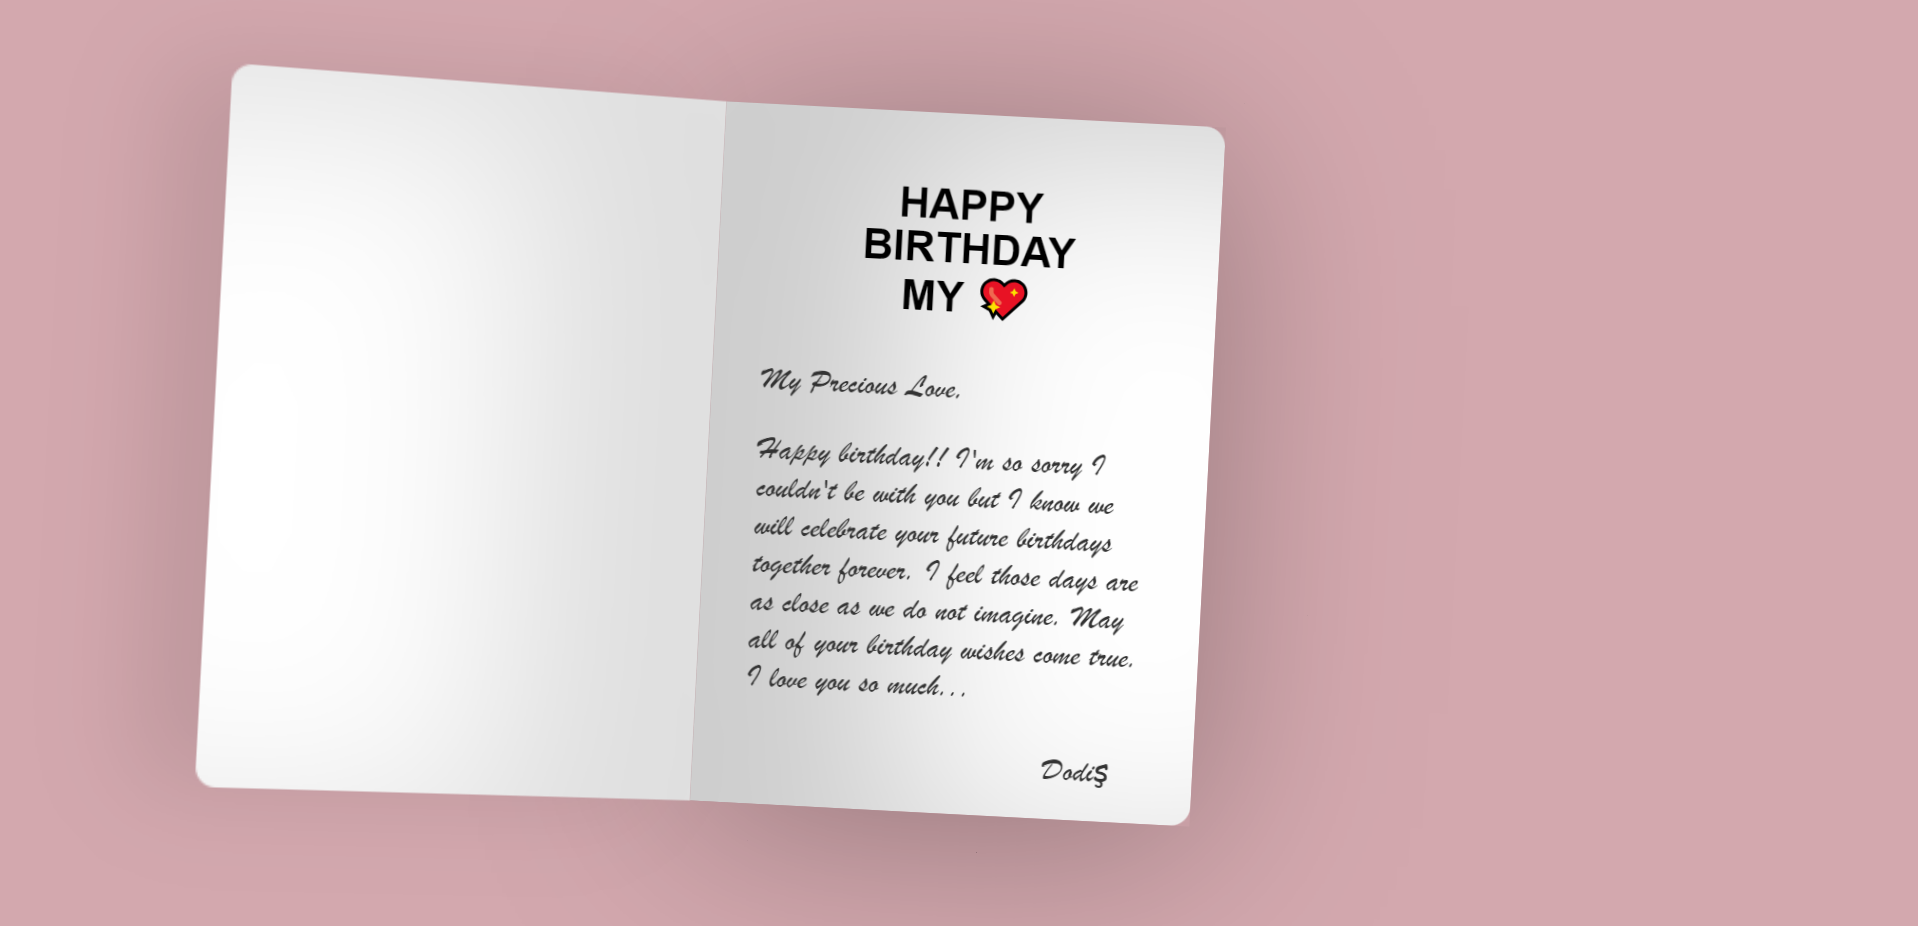 HAPPY
BIRTHDAY
MY 💖
My Precious Love,
Happy birthday!! I'm so sorry I
couldn't be with you but I know we
will celebrate your future birthdays
together forever. I feel those days are
as close as we do not imagine. May
all of your birthday wishes come true.
I love you so much...
Dodiş